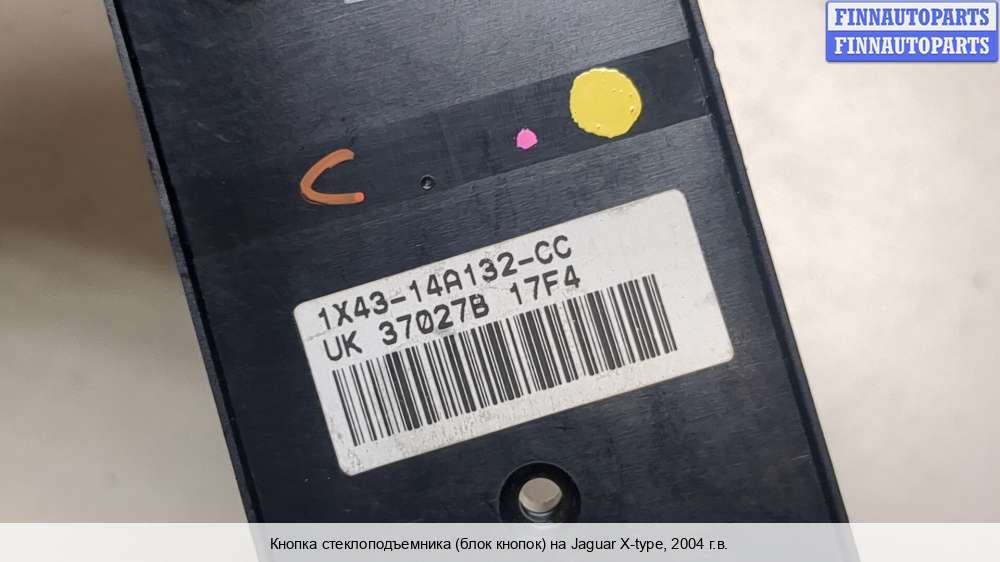 FINNAUTOPARTS
FINNAUTOPARTS
C
1X43-14A132-CC
UK 37027B 17F4
Кнопка стеклоподъемника (блок кнопок) на Jaguar X-type, 2004 г.в.